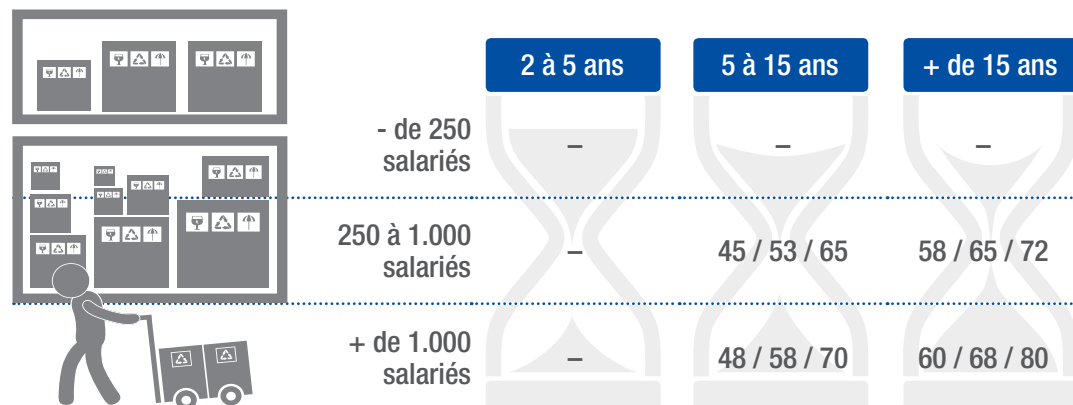 2 à 5 ans 5 à 15 ans + de 15 ans
- de 250
salariés
– – –
250 à 1.000
salariés
– 45 / 53 / 65 58 / 65 / 72
+ de 1.000
salariés
– 48 / 58 / 70 60 / 68 / 80